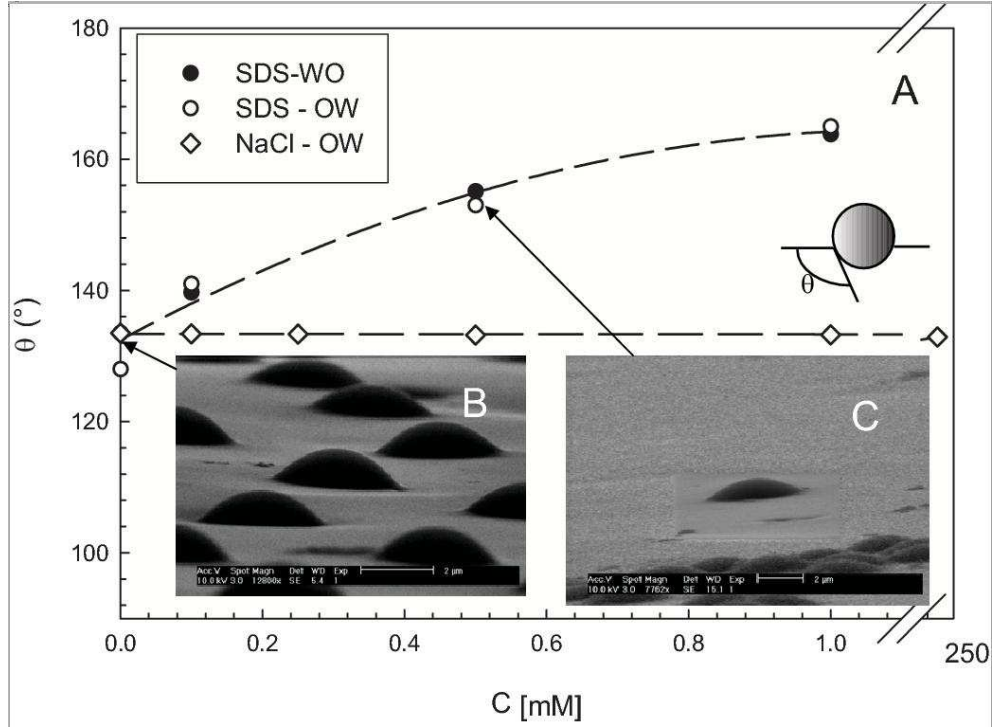 180
160
140
120
100
θ (°)
SDS-WO
SDS - OW
NaCl - OW
A
θ
B
Acc.V Spot Magn Det WD Exp
10.0 kV 3.0 12800x SE 5.4 1
2 µm
C
Acc.V Spot Magn Det WD Exp
10.0 kV 3.0 7762x SE 15.1 1
2 µm
0.0 0.2 0.4 0.6 0.8 1.0 250
C [mM]